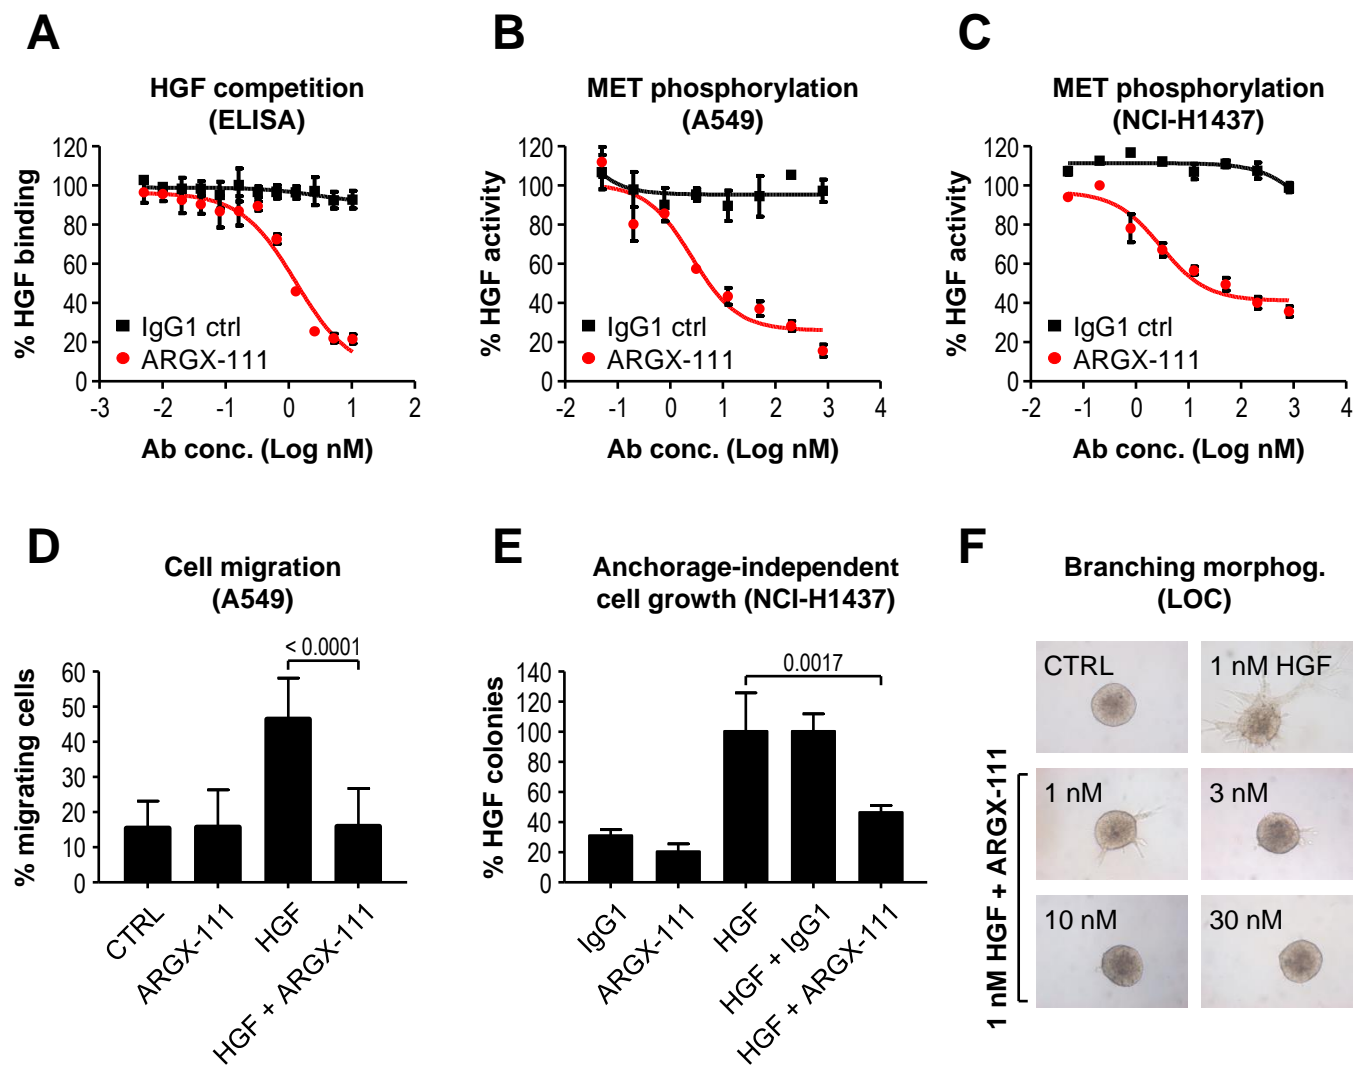 A
HGF competition
(ELISA)
% HGF binding
120
100
80
60
40
20
0
IgG1 ctrl
ARGX-111
-3 -2 -1 0 1 2
Ab conc. (Log nM)
B
MET phosphorylation
(A549)
% HGF activity
120
100
80
60
40
20
0
IgG1 ctrl
ARGX-111
-2 -1 0 1 2 3 4
Ab conc. (Log nM)
C
MET phosphorylation
(NCI-H1437)
% HGF activity
120
100
80
60
40
20
0
IgG1 ctrl
ARGX-111
-2 -1 0 1 2 3 4
Ab conc. (Log nM)
D
Cell migration
(A549)
< 0.0001
% migrating cells
60
50
40
30
20
10
0
CTRL
ARGX-111
HGF
HGF + ARGX-111
E
Anchorage-independent
cell growth (NCI-H1437)
0.0017
% HGF colonies
140
120
100
80
60
40
20
0
IgG1
ARGX-111
HGF
HGF + IgG1
HGF + ARGX-111
F
Branching morphog.
(LOC)
CTRL
1 nM HGF
1 nM HGF + ARGX-111
1 nM
3 nM
10 nM
30 nM